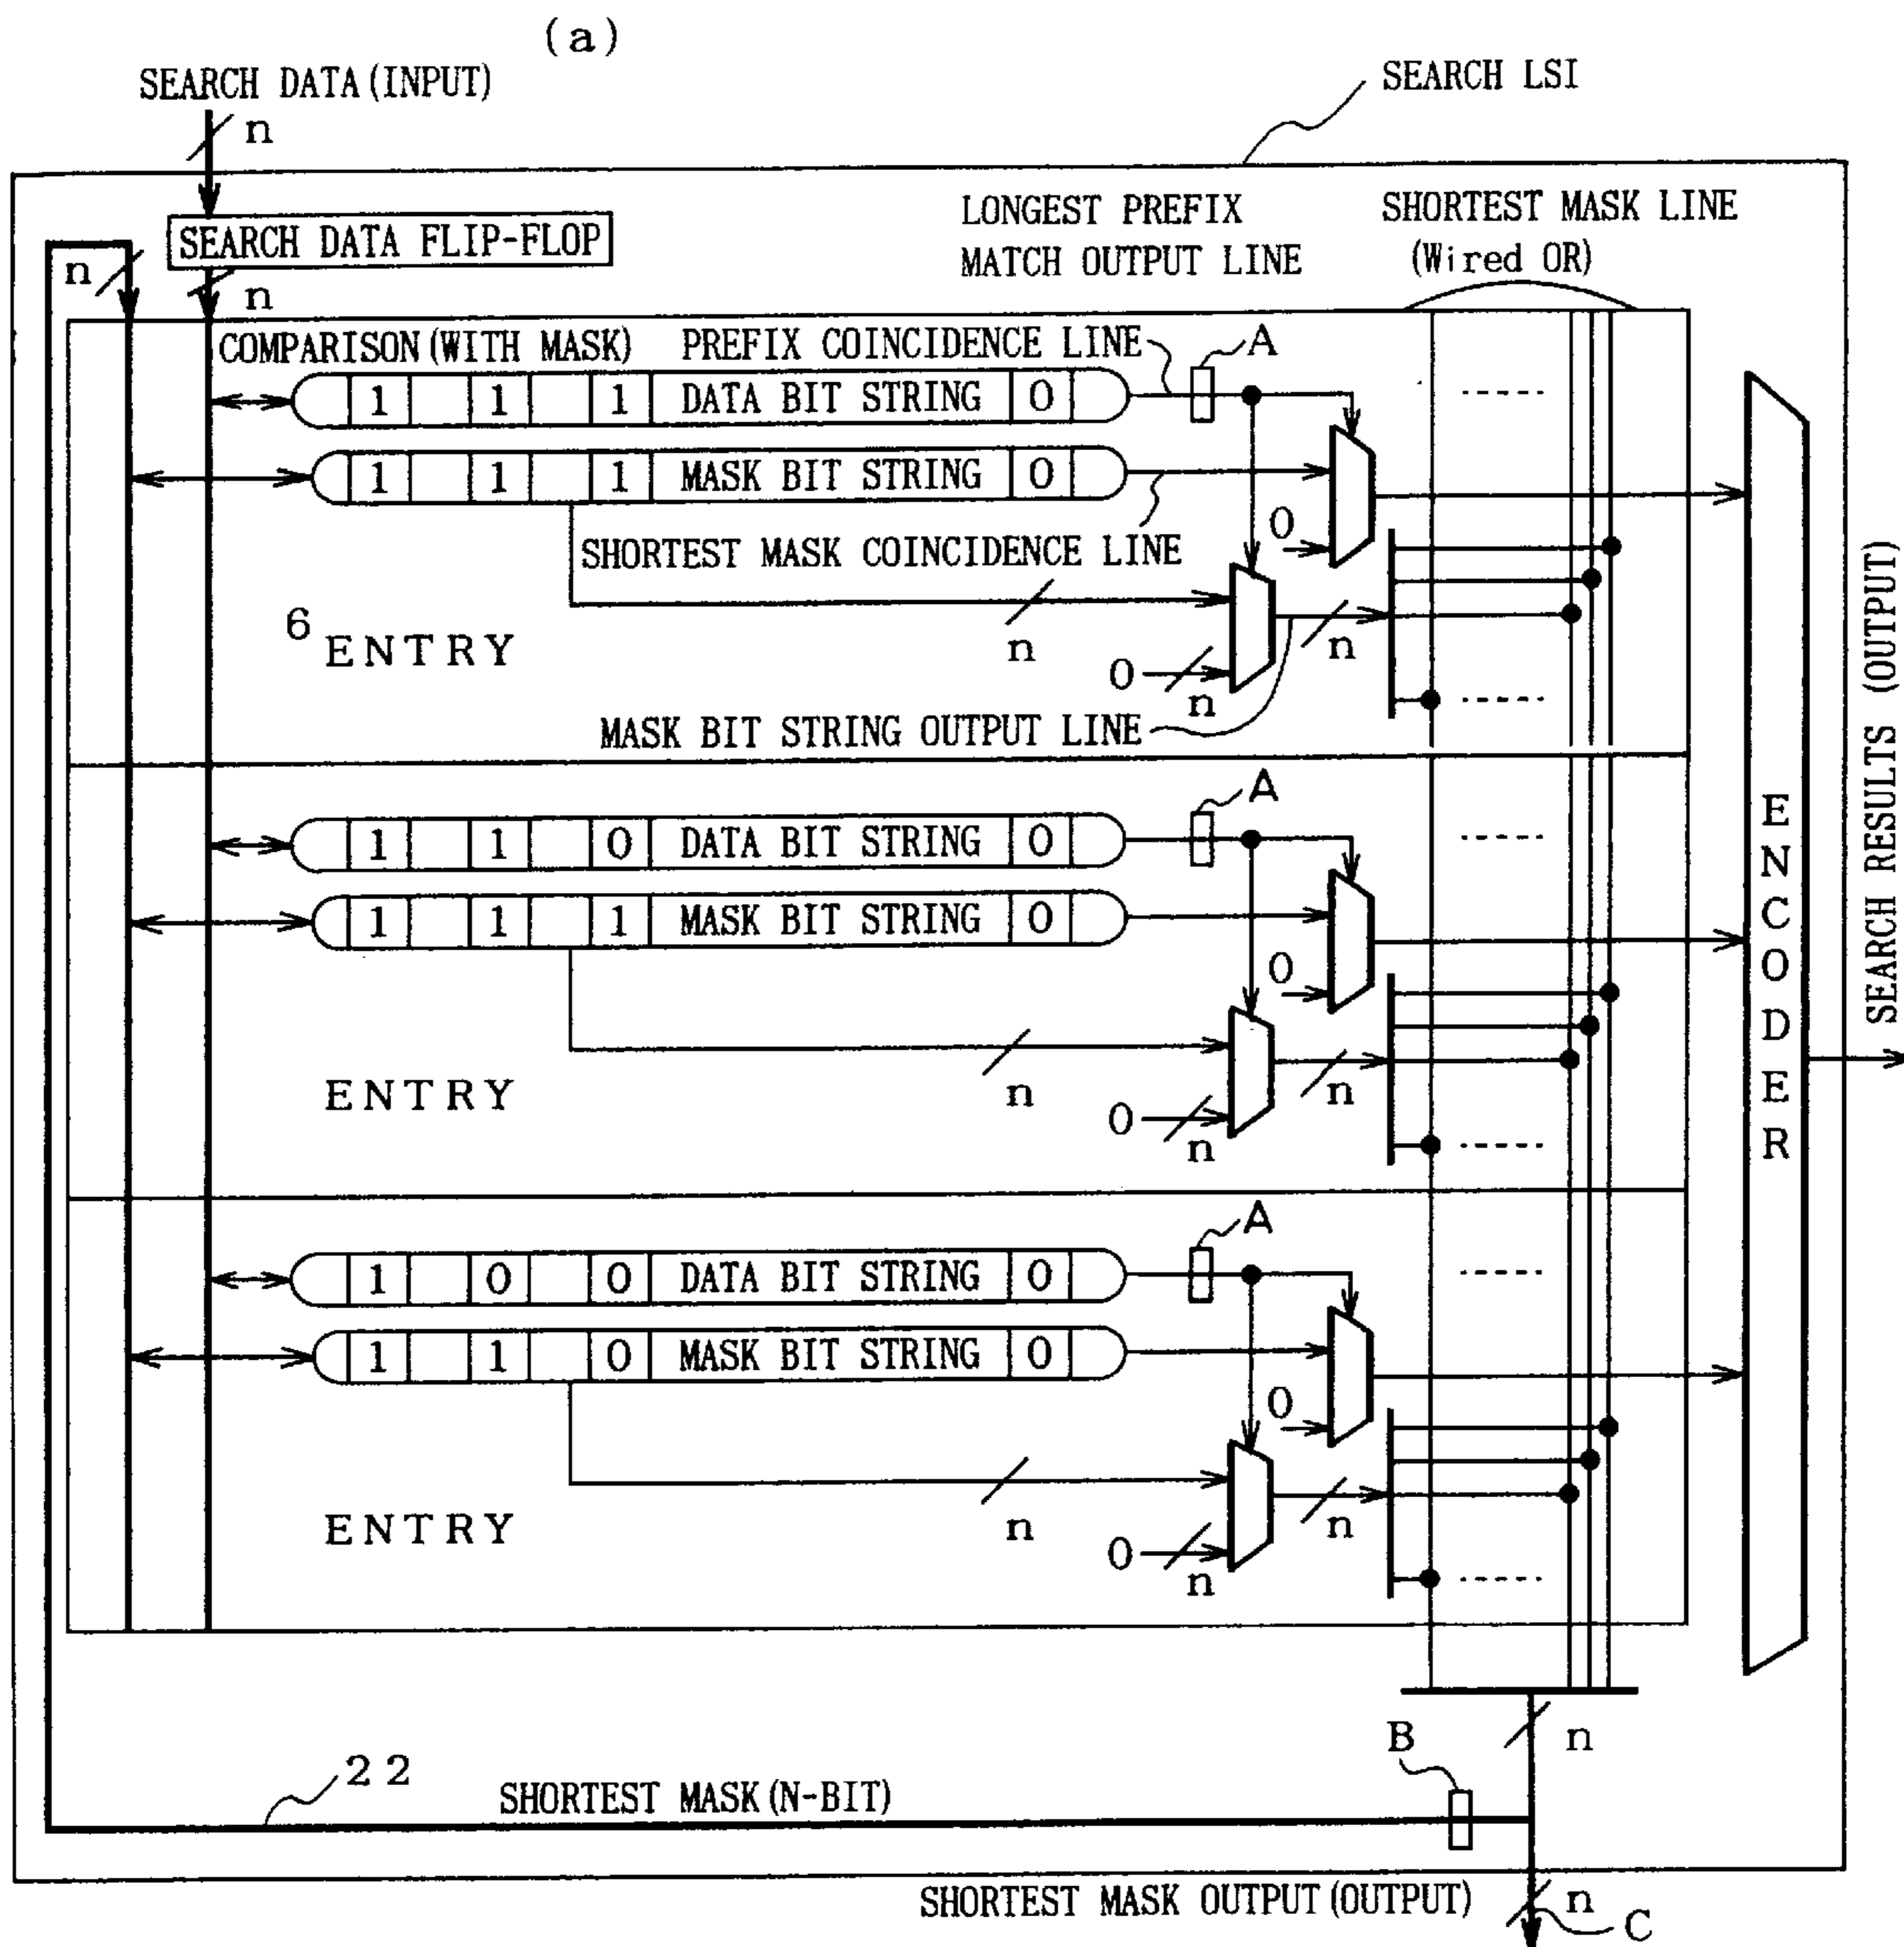 (a)
SEARCH DATA(INPUT)
SEARCH LSI
n
SEARCH DATA FLIP-FLOP
LONGEST PREFIX
MATCH OUTPUT LINE
SHORTEST MASK LINE
(Wired OR)
n
n
COMPARISON(WITH MASK)
PREFIX COINCIDENCE LINE
A
1 1 1 DATA BIT STRING 0
1 1 1 MASK BIT STRING 0
0
SHORTEST MASK COINCIDENCE LINE
6 ENTRY
n
n
0
n
MASK BIT STRING OUTPUT LINE
A
1 1 0 DATA BIT STRING 0
1 1 1 MASK BIT STRING 0
0
ENTRY
n
n
0
n
A
1 0 0 DATA BIT STRING 0
1 1 0 MASK BIT STRING 0
0
ENTRY
n
n
0
n
ENCODER
SEARCH RESULTS (OUTPUT)
n
B
22
SHORTEST MASK(N-BIT)
SHORTEST MASK OUTPUT(OUTPUT)
n
C